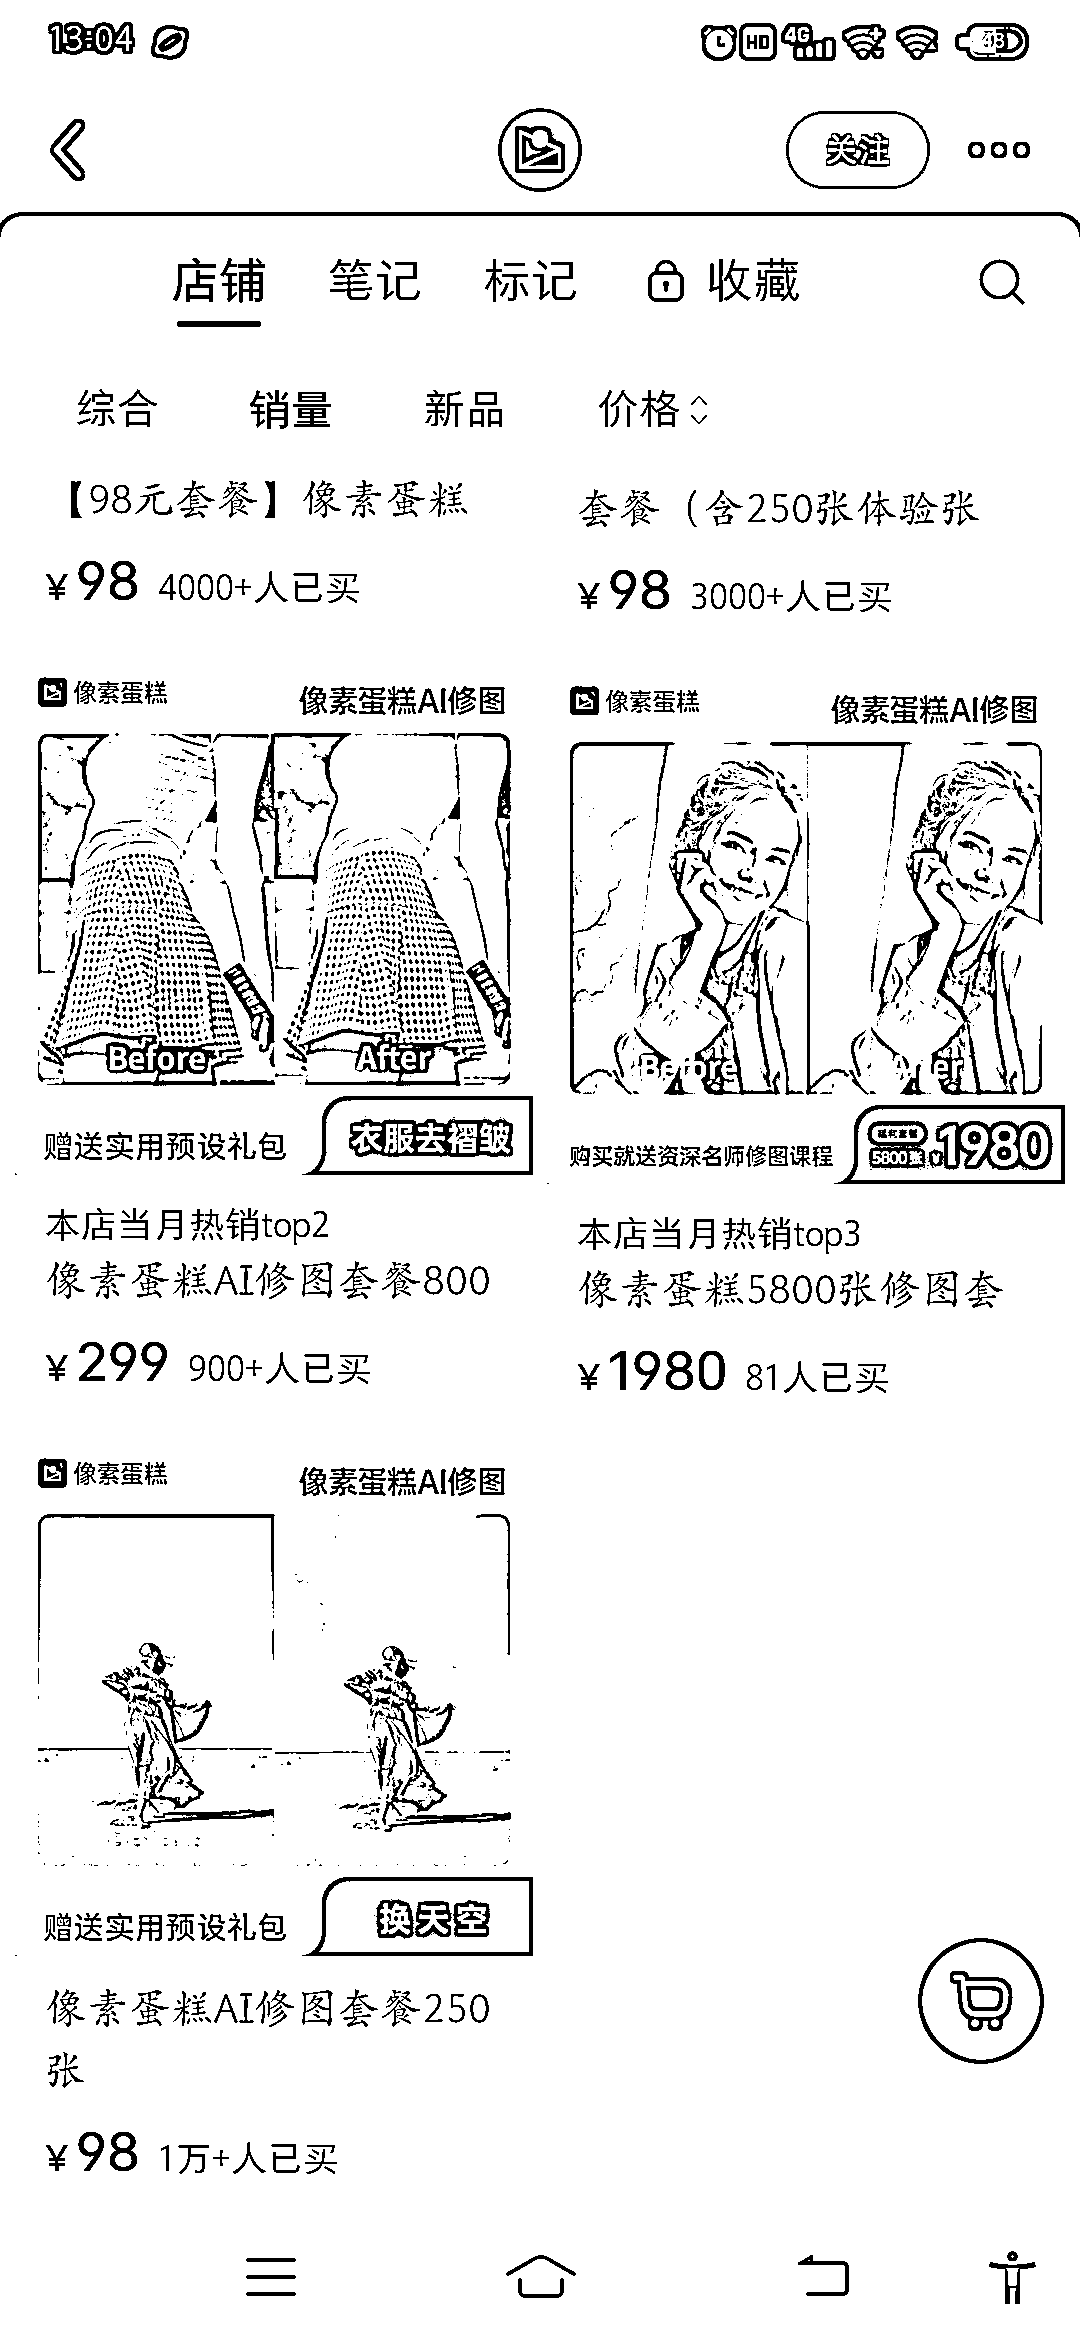 13:04
HD
4G
48
关注
店铺
笔记
标记
收藏
综合
销量
新品
价格
【98元套餐】像素蛋糕
¥98 4000+人已买
套餐（含250张体验张
¥98 3000+人已买
像素蛋糕
像素蛋糕AI修图
Before
After
赠送实用预设礼包
衣服去褶皱
本店当月热销top2
像素蛋糕AI修图套餐800
¥299 900+人已买
像素蛋糕
像素蛋糕AI修图
Before
After
购买就送资深名师修图课程
5800张
¥1980
本店当月热销top3
像素蛋糕5800张修图套
¥1980 81人已买
像素蛋糕
像素蛋糕AI修图
赠送实用预设礼包
换天空
像素蛋糕AI修图套餐250
张
¥98 1万+人已买